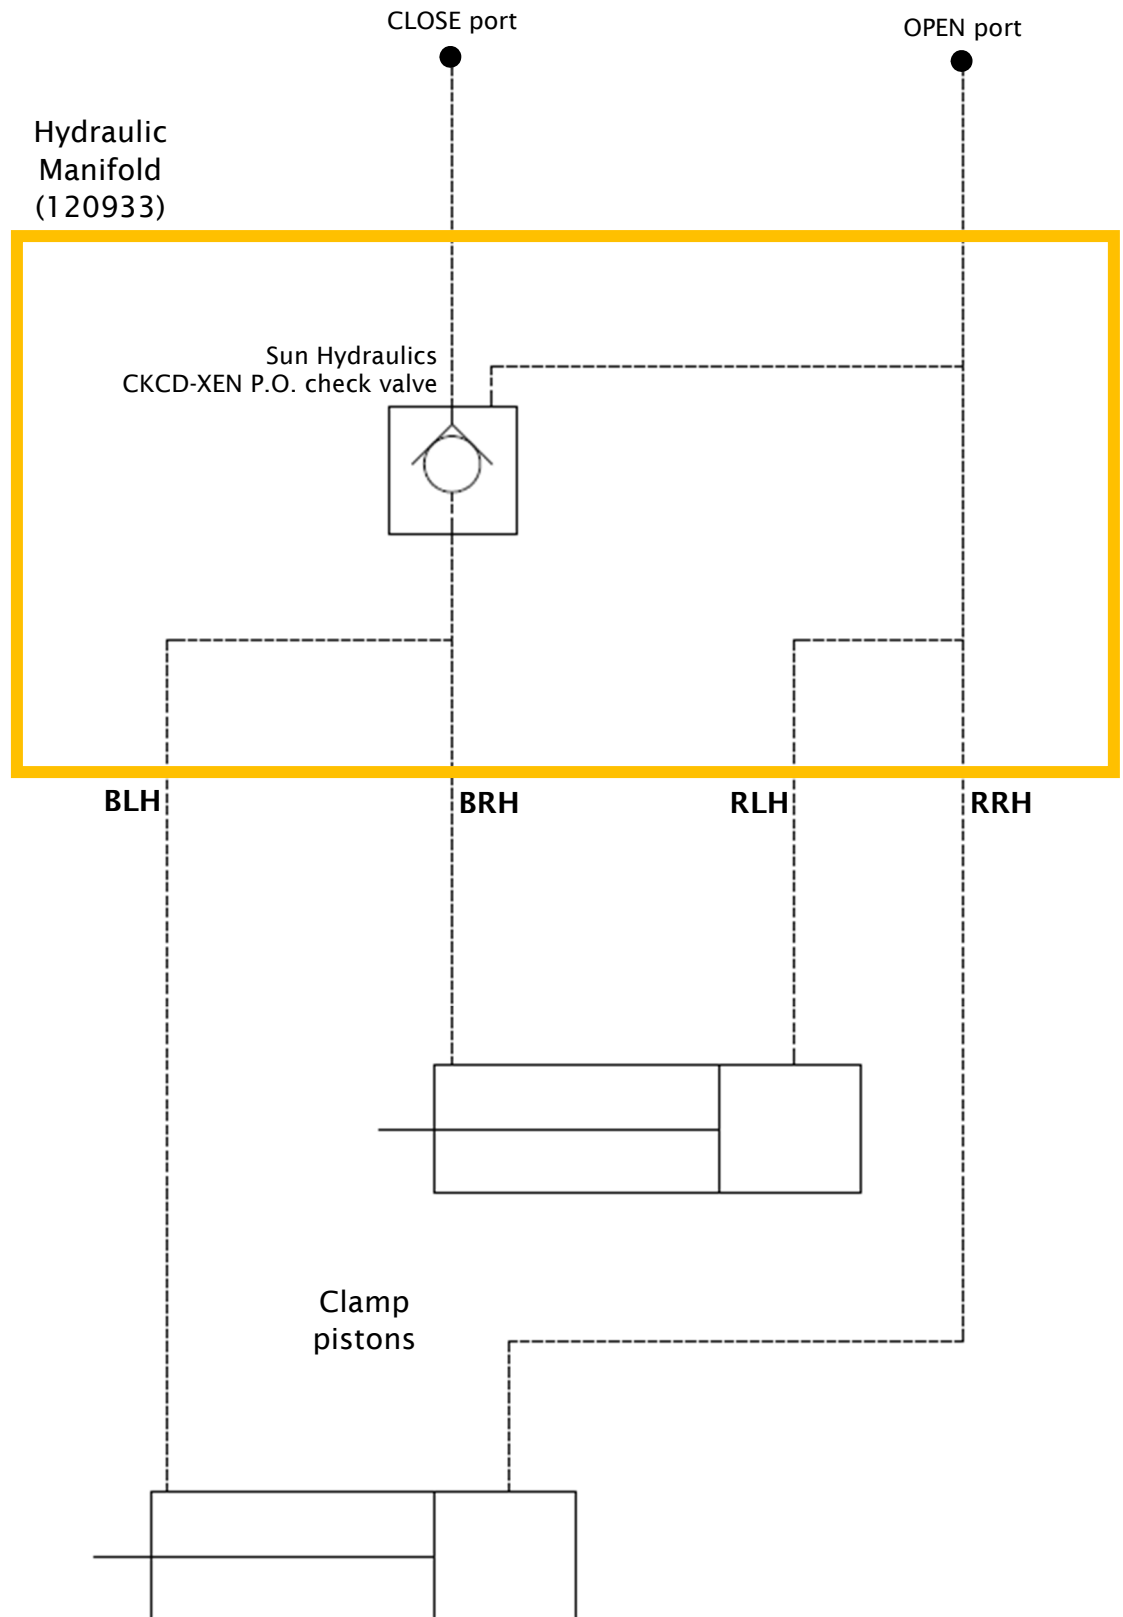 CLOSE port
OPEN port
Hydraulic
Manifold
(120933)
Sun Hydraulics
CKCD-XEN P.O. check valve
BLH
BRH
RLH
RRH
Clamp
pistons